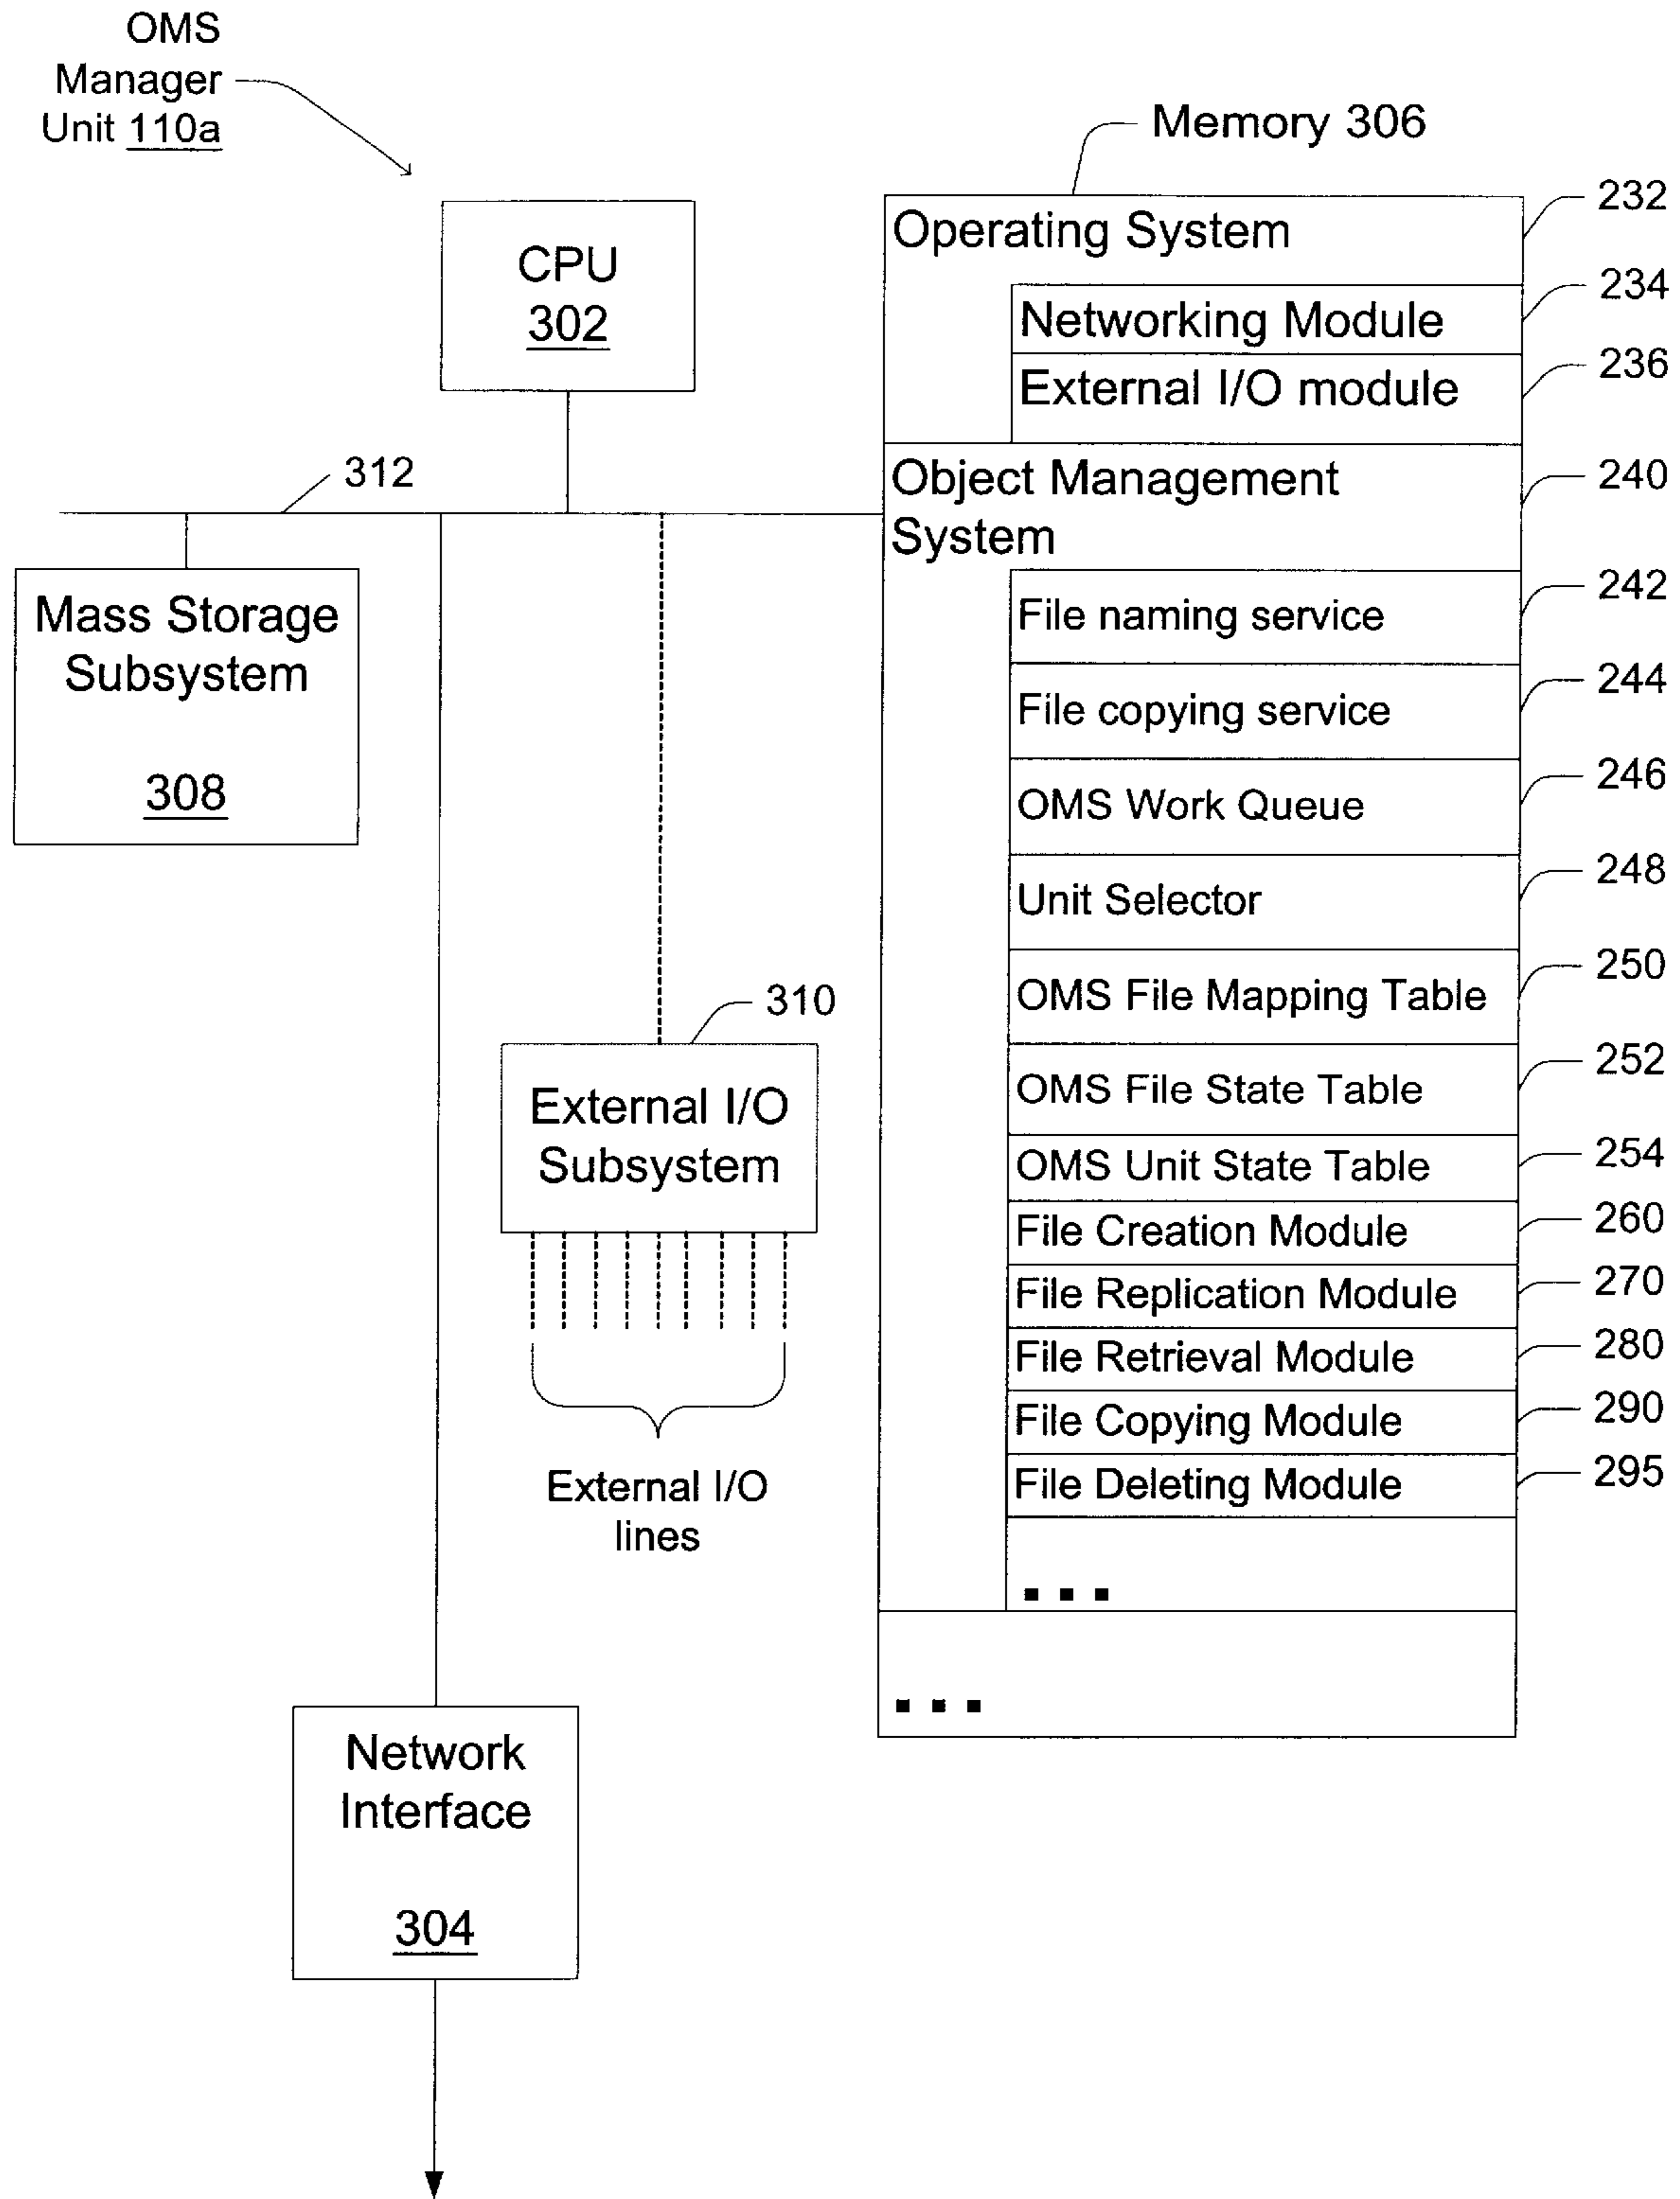 OMS
Manager
Unit 110a
Memory 306
CPU
302
312
Mass Storage
Subsystem
308
310
External I/O
Subsystem
External I/O
lines
Network
Interface
304
Operating System
232
Networking Module
234
External I/O module
236
Object Management
System
240
File naming service
242
File copying service
244
OMS Work Queue
246
Unit Selector
248
OMS File Mapping Table
250
OMS File State Table
252
OMS Unit State Table
254
File Creation Module
260
File Replication Module
270
File Retrieval Module
280
File Copying Module
290
File Deleting Module
295
...
...